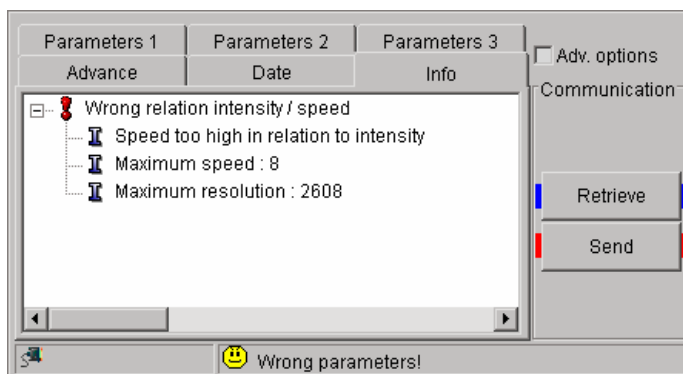 Parameters 1 Parameters 2 Parameters 3
Adv. options
Advance Date Info
Communication
Wrong relation intensity / speed
Speed too high in relation to intensity
Maximum speed : 8
Maximum resolution : 2608
Retrieve
Send
Wrong parameters!